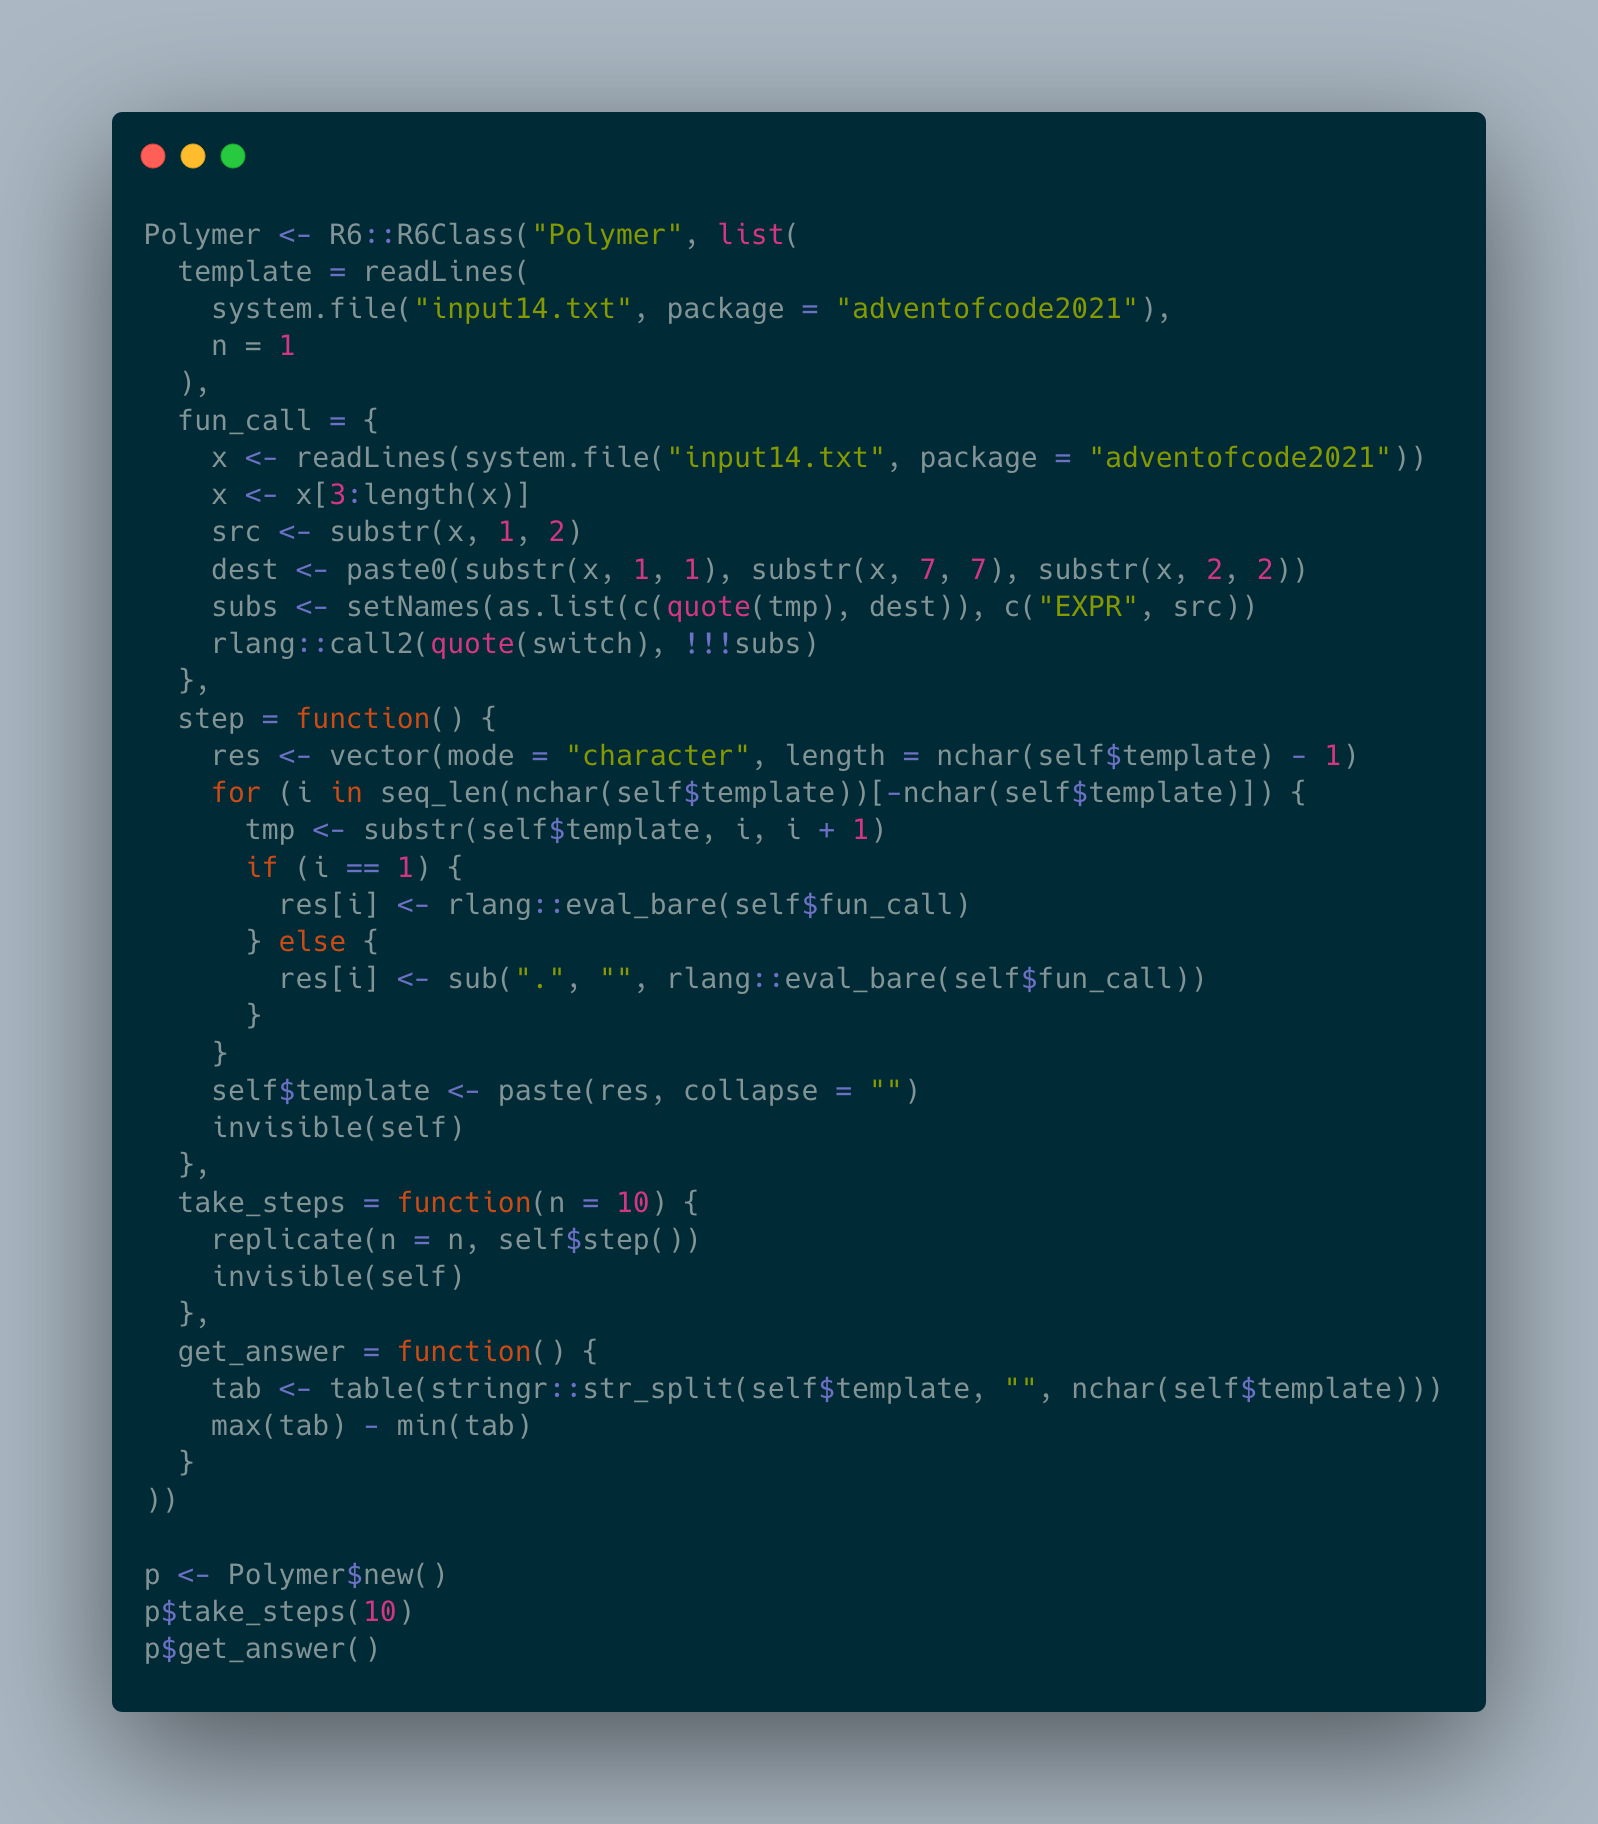 Polymer <- R6::R6Class("Polymer", list(
  template = readLines(
    system.file("input14.txt", package = "adventofcode2021"),
    n = 1
  ),
  fun_call = {
    x <- readLines(system.file("input14.txt", package = "adventofcode2021"))
    x <- x[3:length(x)]
    src <- substr(x, 1, 2)
    dest <- paste0(substr(x, 1, 1), substr(x, 7, 7), substr(x, 2, 2))
    subs <- setNames(as.list(c(quote(tmp), dest)), c("EXPR", src))
    rlang::call2(quote(switch), !!!subs)
  },
  step = function() {
    res <- vector(mode = "character", length = nchar(self$template) - 1)
    for (i in seq_len(nchar(self$template))[-nchar(self$template)]) {
      tmp <- substr(self$template, i, i + 1)
      if (i == 1) {
        res[i] <- rlang::eval_bare(self$fun_call)
      } else {
        res[i] <- sub(".", "", rlang::eval_bare(self$fun_call))
      }
    }
    self$template <- paste(res, collapse = "")
    invisible(self)
  },
  take_steps = function(n = 10) {
    replicate(n = n, self$step())
    invisible(self)
  },
  get_answer = function() {
    tab <- table(stringr::str_split(self$template, "", nchar(self$template)))
    max(tab) - min(tab)
  }
))

p <- Polymer$new()
p$take_steps(10)
p$get_answer()